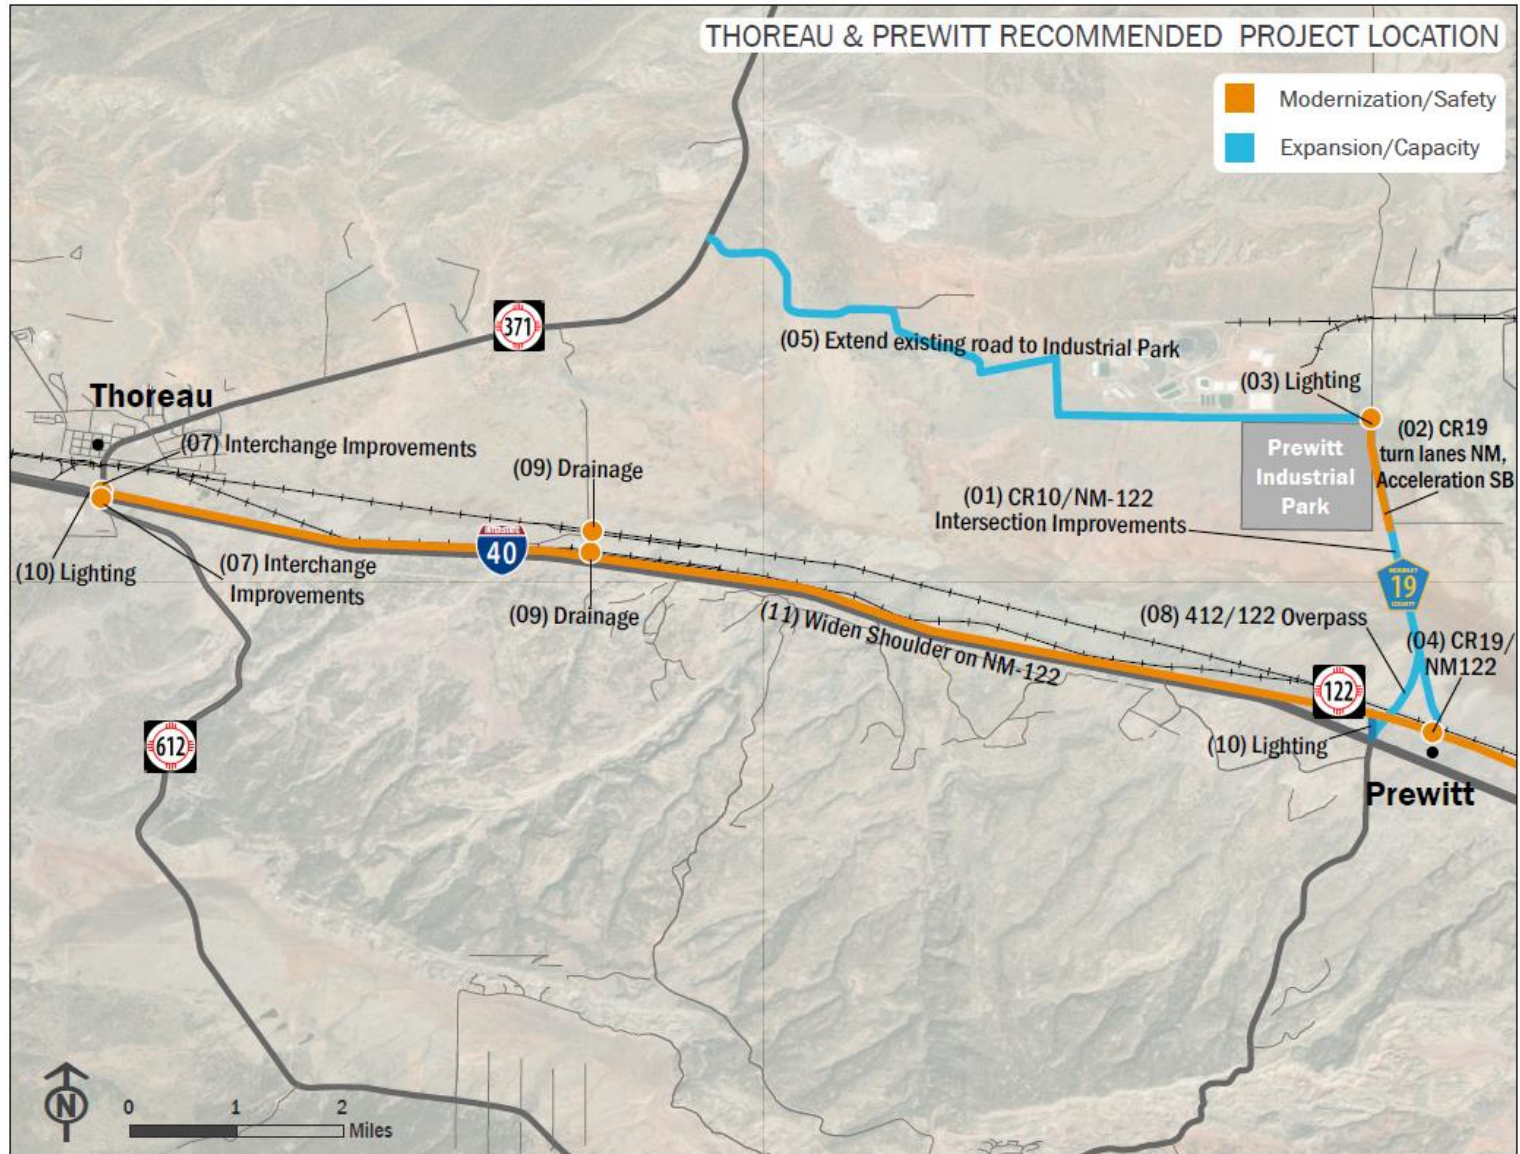 THOREAU & PREWITT RECOMMENDED PROJECT LOCATION
Modernization/Safety
Expansion/Capacity
371
(05) Extend existing road to Industrial Park
(03) Lighting
Thoreau
(02) CR19
turn lanes NM,
Acceleration SB
(07) Interchange Improvements
Prewitt
Industrial
Park
(09) Drainage
(01) CR10/NM-122
Intersection Improvements
40
(10) Lighting
(07) Interchange
Improvements
19
COUNTY
(09) Drainage
(11) Widen Shoulder on NM-122
(08) 412/122 Overpass
(04) CR19/
NM122
122
612
(10) Lighting
Prewitt
N
0 1 2
Miles